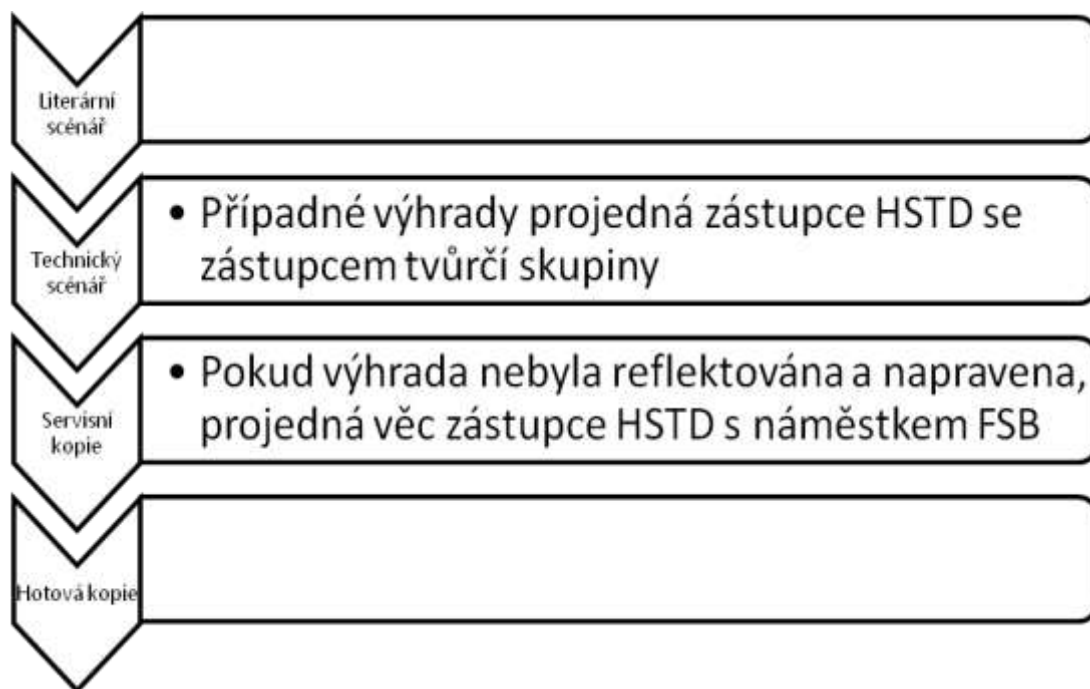 Literární
scénář
Technický
scénář
• Případné výhrady projedná zástupce HSTD se
zástupcem tvůrčí skupiny
Servisní
kopie
• Pokud výhrada nebyla reflektována a napravena,
projedná věc zástupce HSTD s náměstkem FSB
Hotová kopie